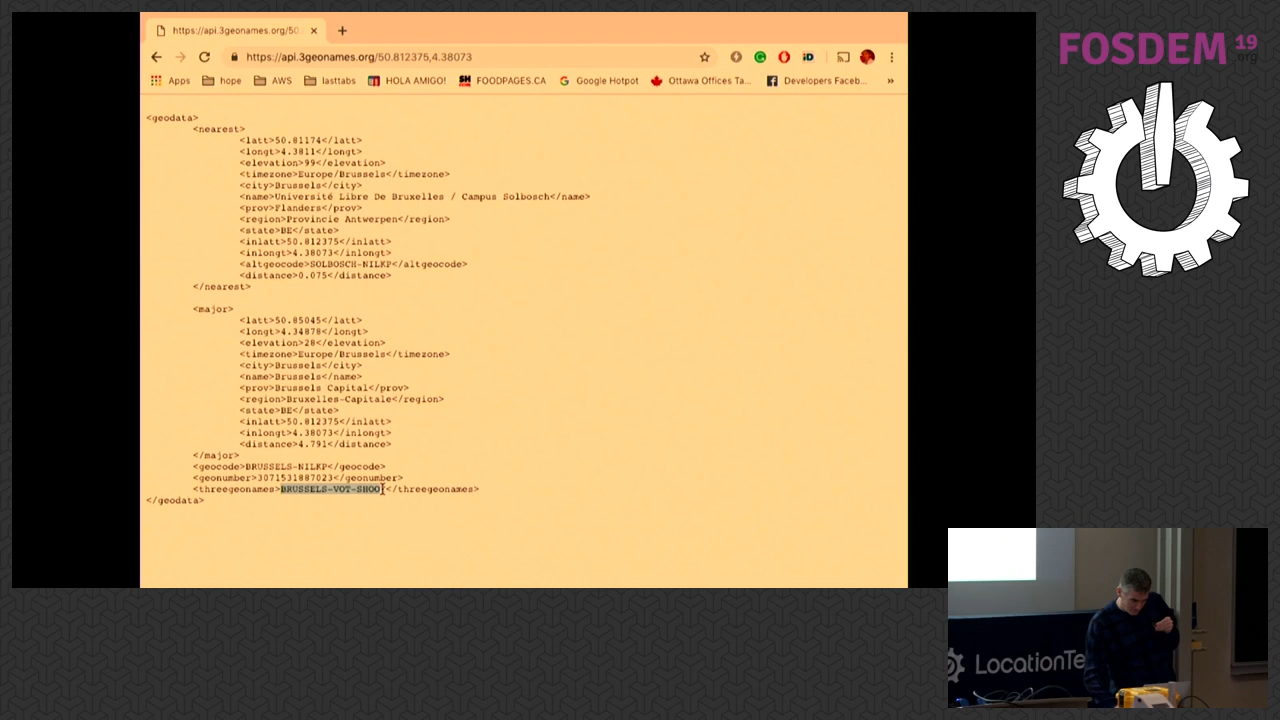 https://api.3geonames.org/50
https://api.3geonames.org/50.812375,4.38073
Apps hope AWS lasttabs HOLA AMIGO! FOODPAGES.CA Google Hotpot Ottawa Offices Ta... Developers Faceb... »
<geodata>
<nearest>
<latt>50.81174</latt>
<longt>4.3811</longt>
<elevation>99</elevation>
<timezone>Europe/Brussels</timezone>
<city>Brussels</city>
<name>Université Libre De Bruxelles / Campus Solbosch</name>
<prov>Flanders</prov>
<region>Provincie Antwerpen</region>
<state>BE</state>
<inlatt>50.812375</inlatt>
<inlongt>4.38073</inlongt>
<altgeocode>SOLBOSCH-NILKP</altgeocode>
<distance>0.075</distance>
</nearest>
<major>
<latt>50.85045</latt>
<longt>4.34878</longt>
<elevation>28</elevation>
<timezone>Europe/Brussels</timezone>
<city>Brussels</city>
<name>Brussels</name>
<prov>Brussels Capital</prov>
<region>Bruxelles-Capitale</region>
<state>BE</state>
<inlatt>50.812375</inlatt>
<inlongt>4.38073</inlongt>
<distance>4.791</distance>
</major>
<geocode>BRUSSELS-NILKP</geocode>
<geonumber>3071531887023</geonumber>
<threegeonames>BRUSSELS-VOT-SHOO</threegeonames>
</geodata>
FOSDEM 19
.org
LocationTe